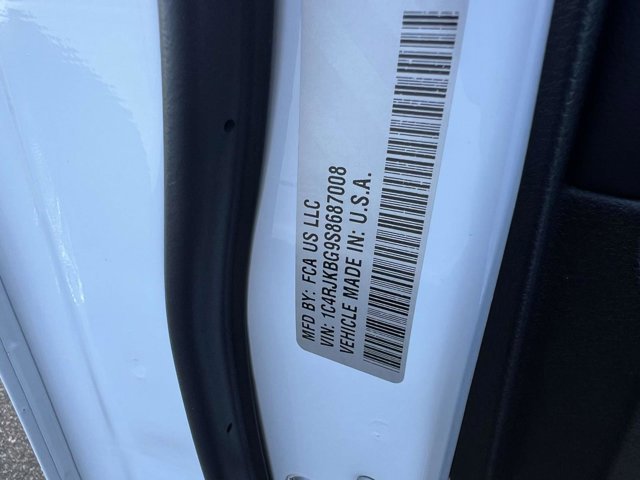 MFD BY: FCA US LLC
VIN: 1C4RJKBG9S8687008
VEHICLE MADE IN: U.S.A.